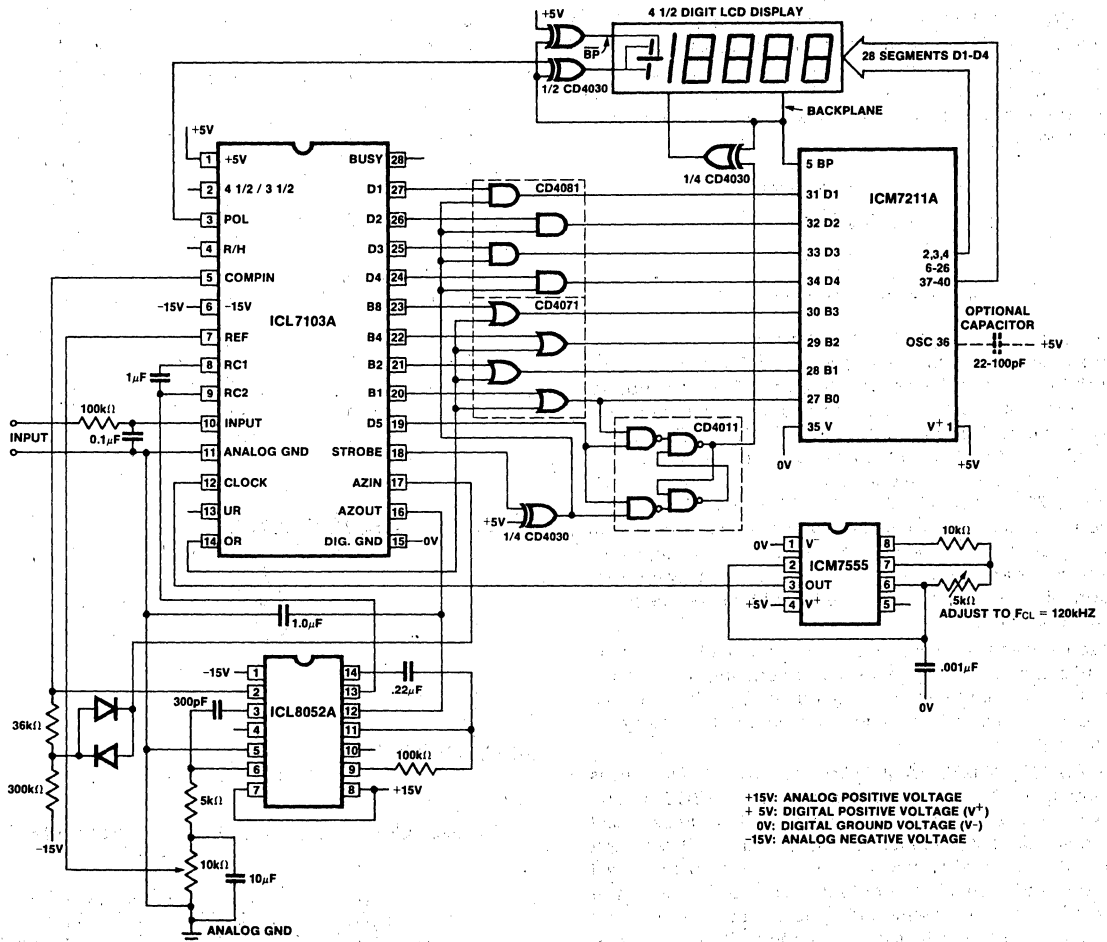 +5V
4 1/2 DIGIT LCD DISPLAY
BP
1/2 CD4030
28 SEGMENTS D1-D4
BACKPLANE
1/4 CD4030
+5V
1 +5V
2 4 1/2 / 3 1/2
3 POL
4 R/H
5 COMPIN
-15V 6 -15V
7 REF
8 RC1
9 RC2
10 INPUT
11 ANALOG GND
12 CLOCK
13 UR
14 OR
ICL7103A
BUSY 28
D1 27
D2 26
D3 25
D4 24
B8 23
B4 22
B2 21
B1 20
D5 19
STROBE 18
AZIN 17
AZOUT 16
DIG. GND 15 0V
CD4081
CD4071
CD4011
+5V
1/4 CD4030
5 BP
31 D1
32 D2
33 D3
34 D4
30 B3
29 B2
28 B1
27 B0
35 V
0V
ICM7211A
2,3,4
6-26
37-40
OSC 36
V+ 1
+5V
OPTIONAL
CAPACITOR
+5V
22-100pF
1μF
100kΩ
INPUT
0.1μF
1.0μF
0V 1 V-
2
3 OUT
+5V 4 V+
ICM7555
8
7
6
5
10kΩ
5kΩ
ADJUST TO FCL = 120kHZ
.001μF
0V
-15V 1
2
300pF 3
4
5
6
7
ICL8052A
14
13
12
11
10
9
8
.22μF
100kΩ
+15V
36kΩ
300kΩ
-15V
5kΩ
10kΩ
10μF
ANALOG GND
+15V: ANALOG POSITIVE VOLTAGE
+ 5V: DIGITAL POSITIVE VOLTAGE (V+)
0V: DIGITAL GROUND VOLTAGE (V-)
-15V: ANALOG NEGATIVE VOLTAGE